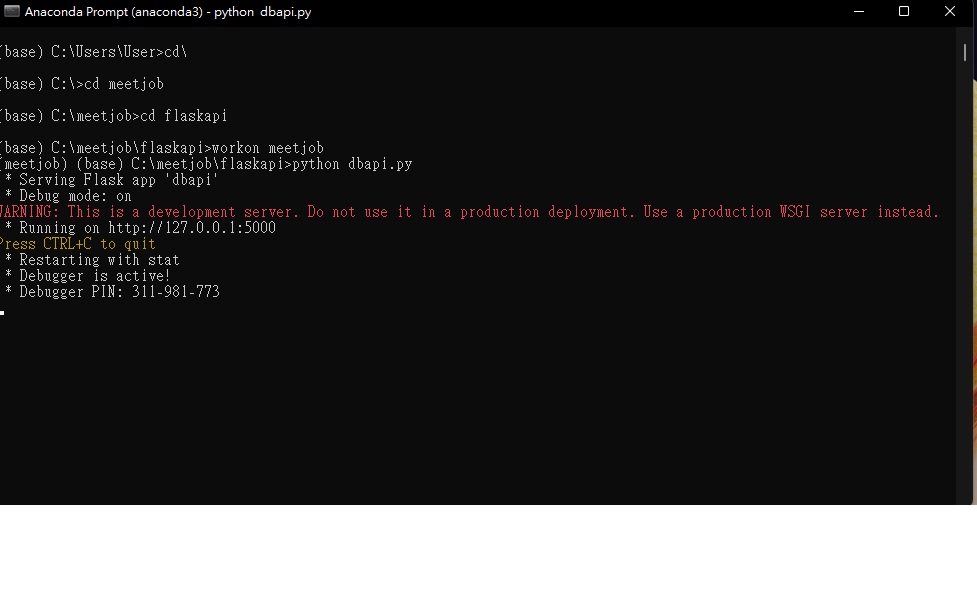 Anaconda Prompt (anaconda3) - python dbapi.py
(base) C:\Users\User>cd\
(base) C:\>cd meetjob
(base) C:\meetjob>cd flaskapi
(base) C:\meetjob\flaskapi>workon meetjob
(meetjob) (base) C:\meetjob\flaskapi>python dbapi.py
* Serving Flask app 'dbapi'
* Debug mode: on
WARNING: This is a development server. Do not use it in a production deployment. Use a production WSGI server instead.
* Running on http://127.0.0.1:5000
Press CTRL+C to quit
* Restarting with stat
* Debugger is active!
* Debugger PIN: 311-981-773